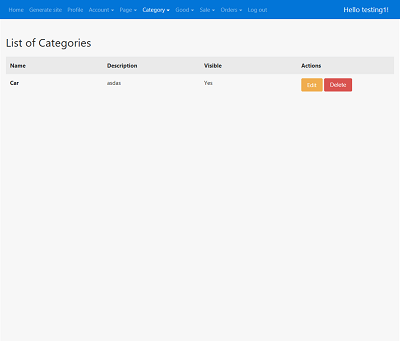 Home Generate site Profile Account Page Category Good Sale Orders Log out Hello testing1!
List of Categories
Name Description Visible Actions
Car asdas Yes Edit Delete